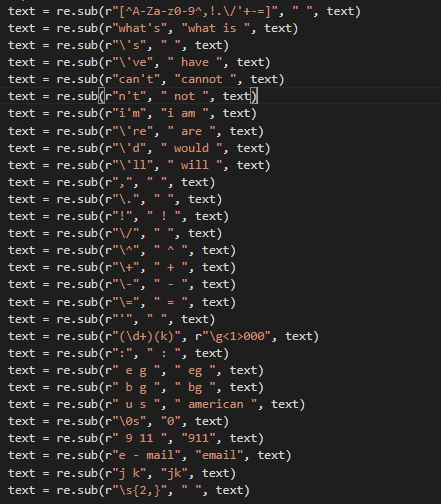 text = re.sub(r"[^A-Za-z0-9^,!.\/'+-=]", " ", text)
text = re.sub(r"what's", "what is ", text)
text = re.sub(r"\'s", " ", text)
text = re.sub(r"\'ve", " have ", text)
text = re.sub(r"can't", "cannot ", text)
text = re.sub(r"n't", " not ", text)
text = re.sub(r"i'm", "i am ", text)
text = re.sub(r"\'re", " are ", text)
text = re.sub(r"\'d", " would ", text)
text = re.sub(r"\'ll", " will ", text)
text = re.sub(r",", " ", text)
text = re.sub(r"\.", " ", text)
text = re.sub(r"!", " ! ", text)
text = re.sub(r"\/", " ", text)
text = re.sub(r"\^", " ^ ", text)
text = re.sub(r"\+", " + ", text)
text = re.sub(r"\-", " - ", text)
text = re.sub(r"\=", " = ", text)
text = re.sub(r"'", " ", text)
text = re.sub(r"(\d+)(k)", r"\g<1>000", text)
text = re.sub(r":", " : ", text)
text = re.sub(r" e g ", " eg ", text)
text = re.sub(r" b g ", " bg ", text)
text = re.sub(r" u s ", " american ", text)
text = re.sub(r"\0s", "0", text)
text = re.sub(r" 9 11 ", "911", text)
text = re.sub(r"e - mail", "email", text)
text = re.sub(r"j k", "jk", text)
text = re.sub(r"\s{2,}", " ", text)